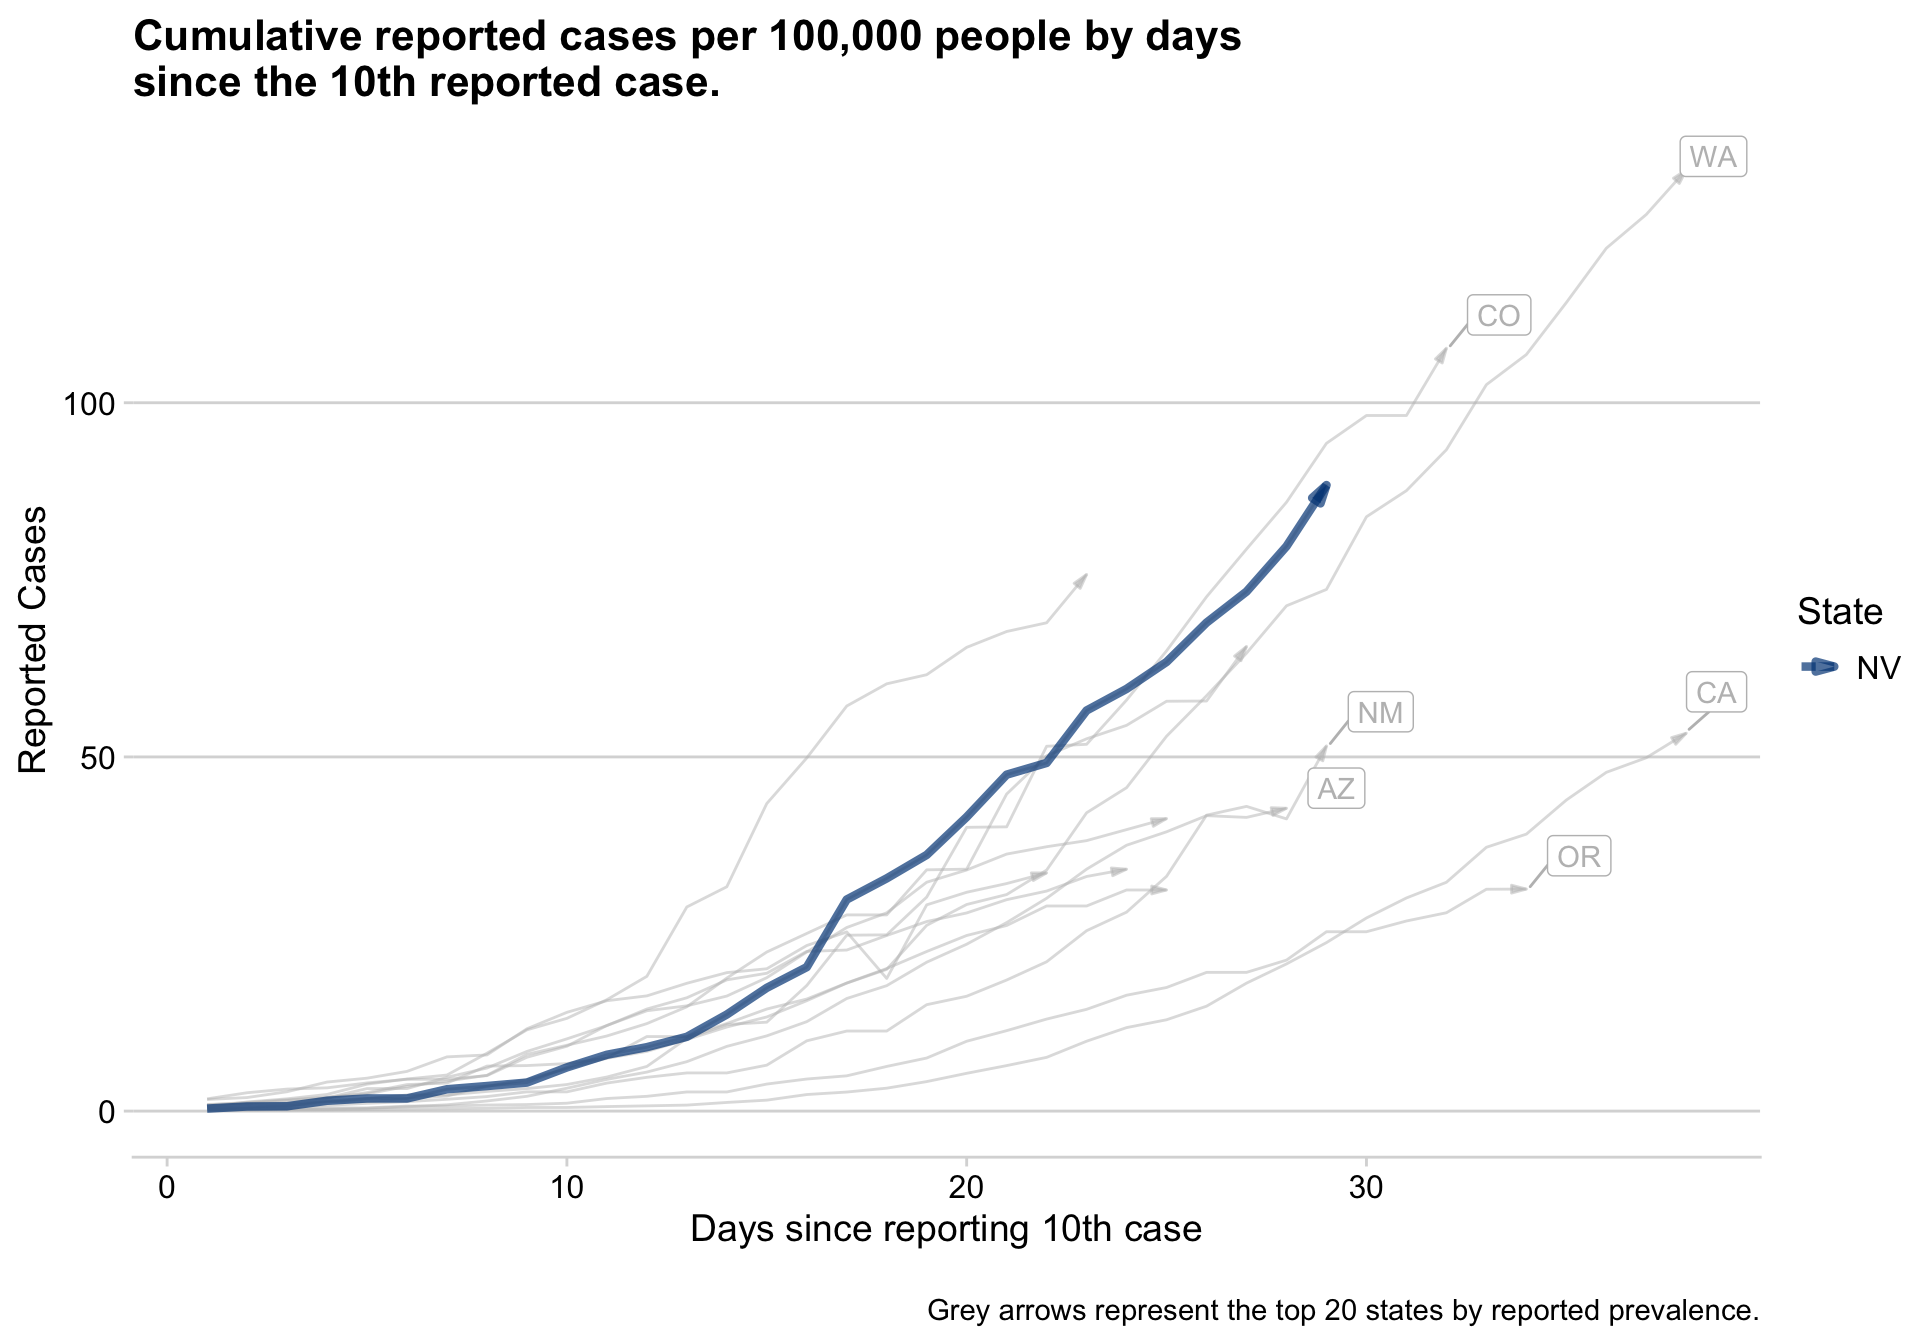 Cumulative reported cases per 100,000 people by days
since the 10th reported case.
WA
CO
100
Reported Cases
State
NV
CA
NM
50
AZ
OR
0
0
10
20
30
Days since reporting 10th case
Grey arrows represent the top 20 states by reported prevalence.